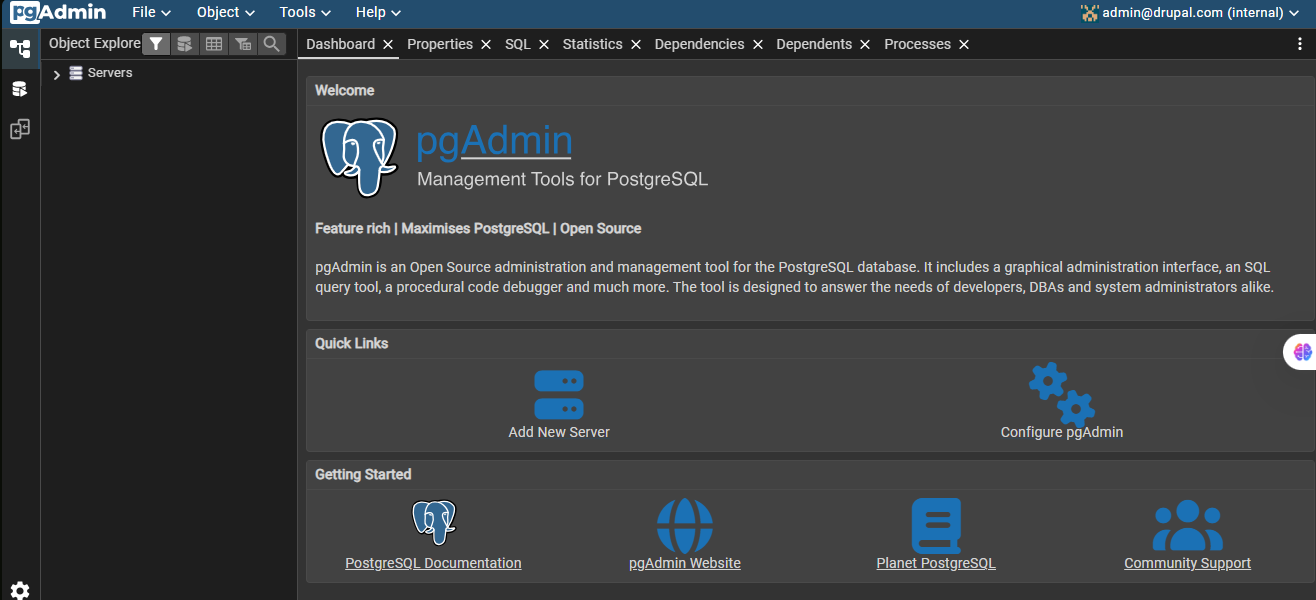 pgAdmin File Object Tools Help admin@drupal.com (internal)
Object Explore Dashboard Properties SQL Statistics Dependencies Dependents Processes
Servers
Welcome
pgAdmin
Management Tools for PostgreSQL
Feature rich | Maximises PostgreSQL | Open Source
pgAdmin is an Open Source administration and management tool for the PostgreSQL database. It includes a graphical administration interface, an SQL
query tool, a procedural code debugger and much more. The tool is designed to answer the needs of developers, DBAs and system administrators alike.
Quick Links
Add New Server Configure pgAdmin
Getting Started
PostgreSQL Documentation pgAdmin Website Planet PostgreSQL Community Support